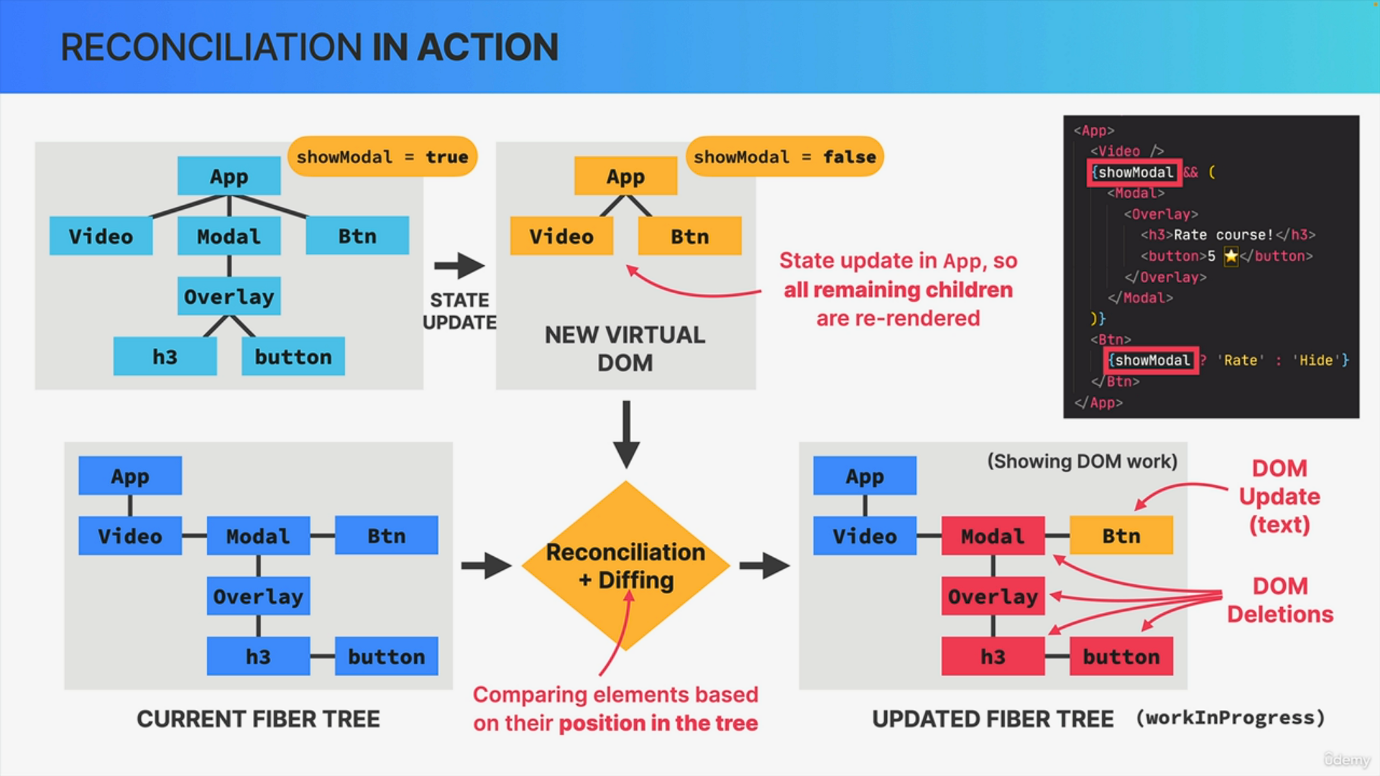 RECONCILIATION IN ACTION
showModal = true
App
Video
Modal
Btn
Overlay
h3
button
STATE
UPDATE
showModal = false
App
Video
Btn
NEW VIRTUAL
DOM
State update in App, so
all remaining children
are re-rendered
<App>
<Video />
{showModal && (
<Modal>
<Overlay>
<h3>Rate course!</h3>
<button>5 ⭐</button>
</Overlay>
</Modal>
)}
<Btn>
{showModal ? 'Rate' : 'Hide'}
</Btn>
</App>
App
Video
Modal
Btn
Overlay
h3
button
CURRENT FIBER TREE
Reconciliation
+ Diffing
Comparing elements based
on their position in the tree
(Showing DOM work)
App
Video
Modal
Btn
Overlay
h3
button
DOM
Update
(text)
DOM
Deletions
UPDATED FIBER TREE (workInProgress)
ûdemy